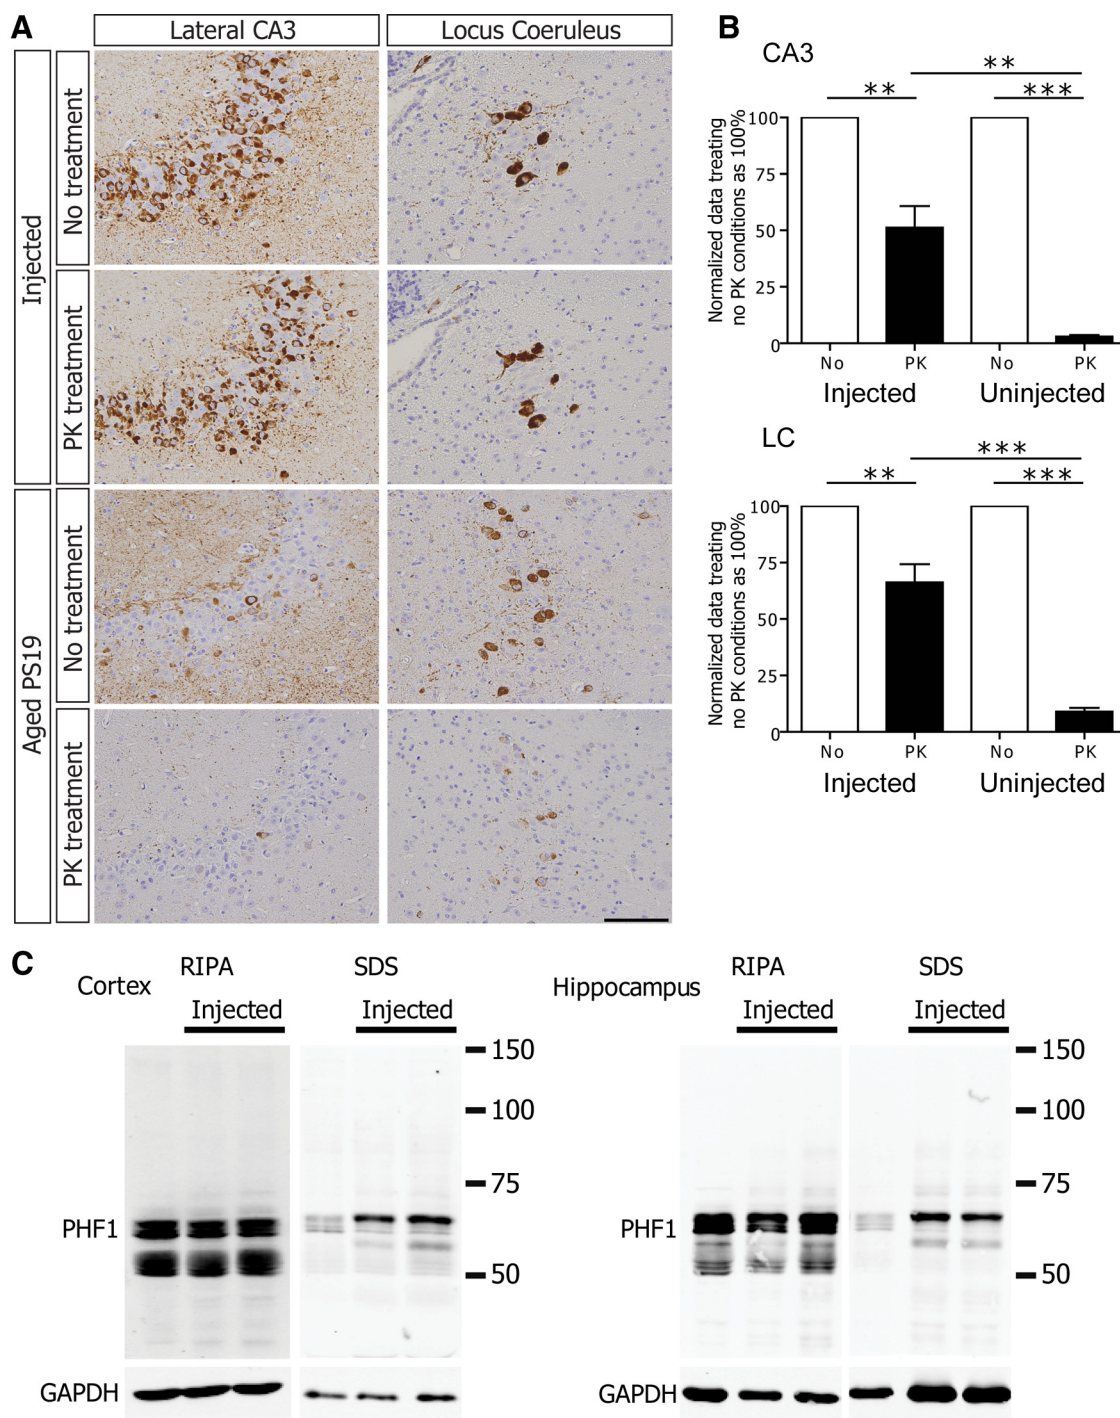 A
Lateral CA3
Locus Coeruleus
Injected
No treatment
PK treatment
Aged PS19
No treatment
PK treatment
B
CA3
**
** ***
Normalized data treating
no PK conditions as 100%
100
75
50
25
0
No PK No PK
Injected Uninjected
LC
***
** ***
Normalized data treating
no PK conditions as 100%
100
75
50
25
0
No PK No PK
Injected Uninjected
C
Cortex
RIPA SDS
Injected Injected
150
100
75
PHF1
50
GAPDH
Hippocampus
RIPA SDS
Injected Injected
150
100
75
PHF1
50
GAPDH